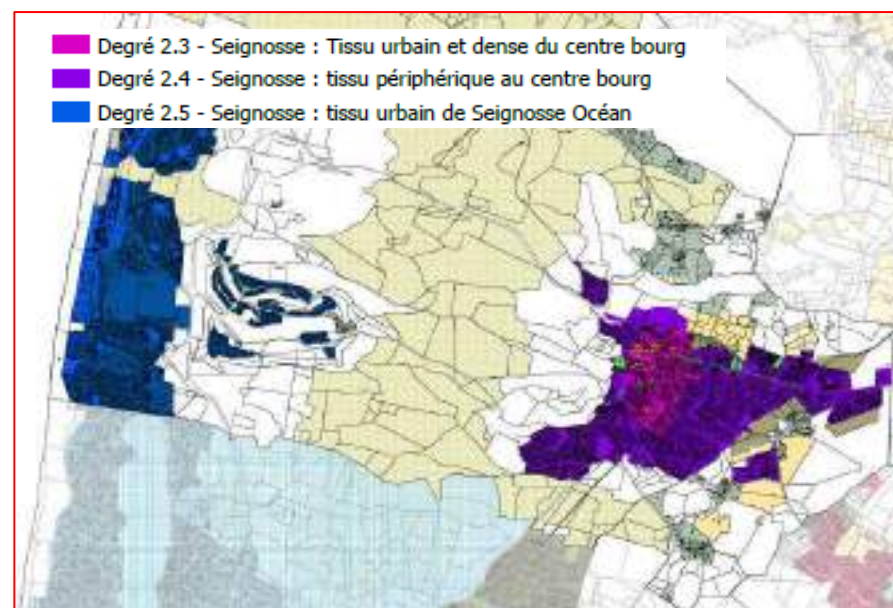 Degré 2.3 - Seignosse : Tissu urbain et dense du centre bourg
Degré 2.4 - Seignosse : tissu périphérique au centre bourg
Degré 2.5 - Seignosse : tissu urbain de Seignosse Océan